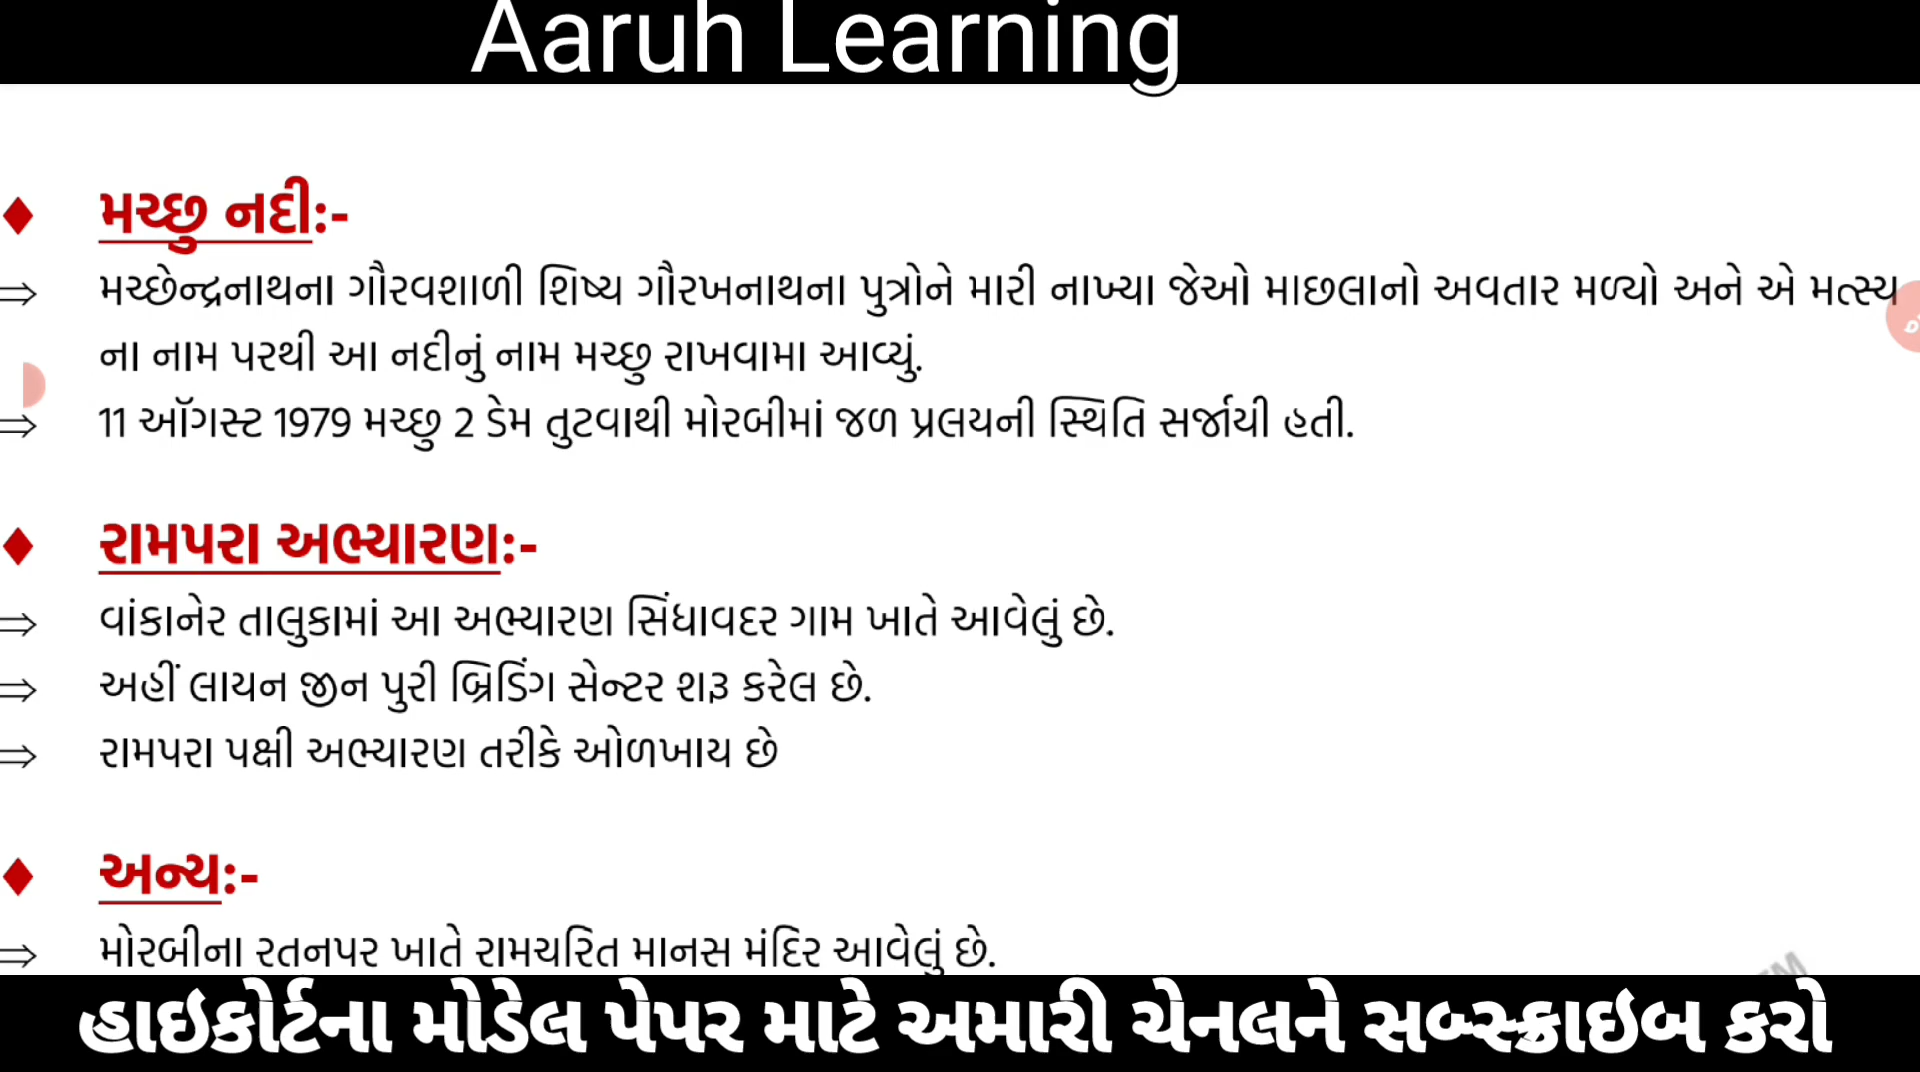 Aaruh Learning
♦ મચ્છુ નદી:-
⇒ મચ્છેન્દ્રનાથના ગૌરવશાળી શિષ્ય ગૌરખનાથના પુત્રોને મારી નાખ્યા જેઓ માછલાનો અવતાર મળ્યો અને એ મત્સ્ય
ના નામ પરથી આ નદીનું નામ મચ્છુ રાખવામા આવ્યું.
⇒ 11 ઑગસ્ટ 1979 મચ્છુ 2 ડેમ તુટવાથી મોરબીમાં જળ પ્રલયની સ્થિતિ સર્જાયી હતી.
♦ રામપરા અભ્યારણ:-
⇒ વાંકાનેર તાલુકામાં આ અભ્યારણ સિંધાવદર ગામ ખાતે આવેલું છે.
⇒ અહીં લાયન જીન પુરી બ્રિડિંગ સેન્ટર શરૂ કરેલ છે.
⇒ રામપરા પક્ષી અભ્યારણ તરીકે ઓળખાય છે
♦ અન્ય:-
⇒ મોરબીના રતનપર ખાતે રામચરિત માનસ મંદિર આવેલું છે.
હાઇકોર્ટના મોડેલ પેપર માટે અમારી ચેનલને સબ્સ્ક્રાઇબ કરો